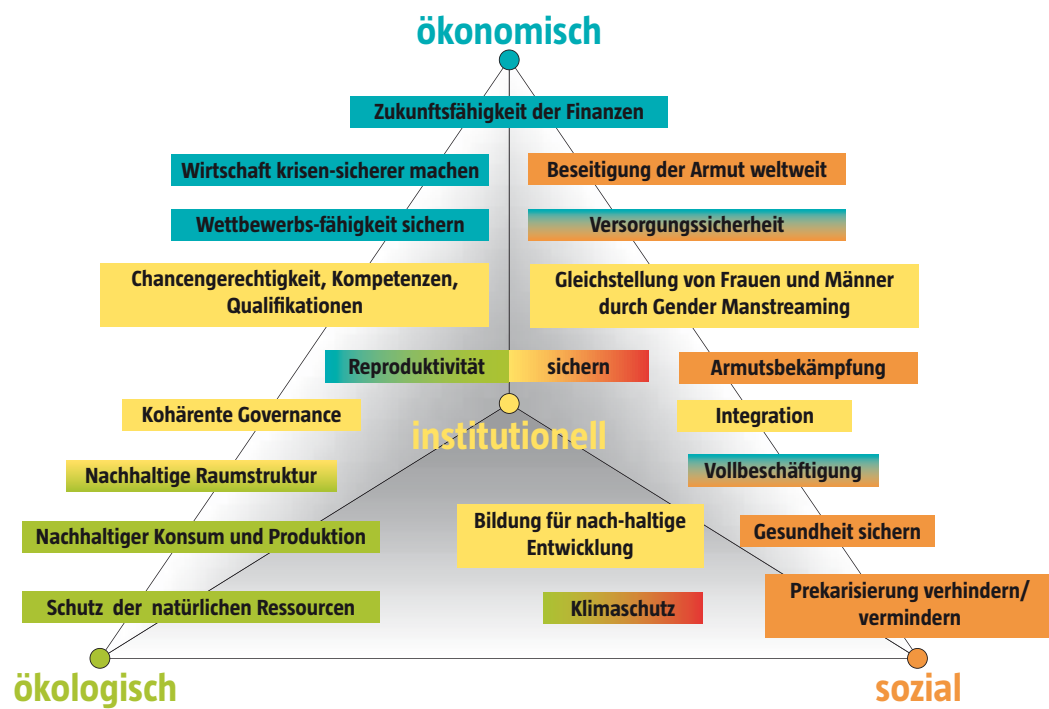 ökonomisch
Zukunftsfähigkeit der Finanzen
Wirtschaft krisen-sicherer machen
Beseitigung der Armut weltweit
Wettbewerbs-fähigkeit sichern
Versorgungssicherheit
Chancengerechtigkeit, Kompetenzen,
Qualifikationen
Gleichstellung von Frauen und Männer
durch Gender Manstreaming
Reproduktivität sichern
Armutsbekämpfung
Kohärente Governance
Integration
institutionell
Nachhaltige Raumstruktur
Vollbeschäftigung
Nachhaltiger Konsum und Produktion
Bildung für nach-haltige
Entwicklung
Gesundheit sichern
Schutz der natürlichen Ressourcen
Klimaschutz
Prekarisierung verhindern/
vermindern
ökologisch
sozial